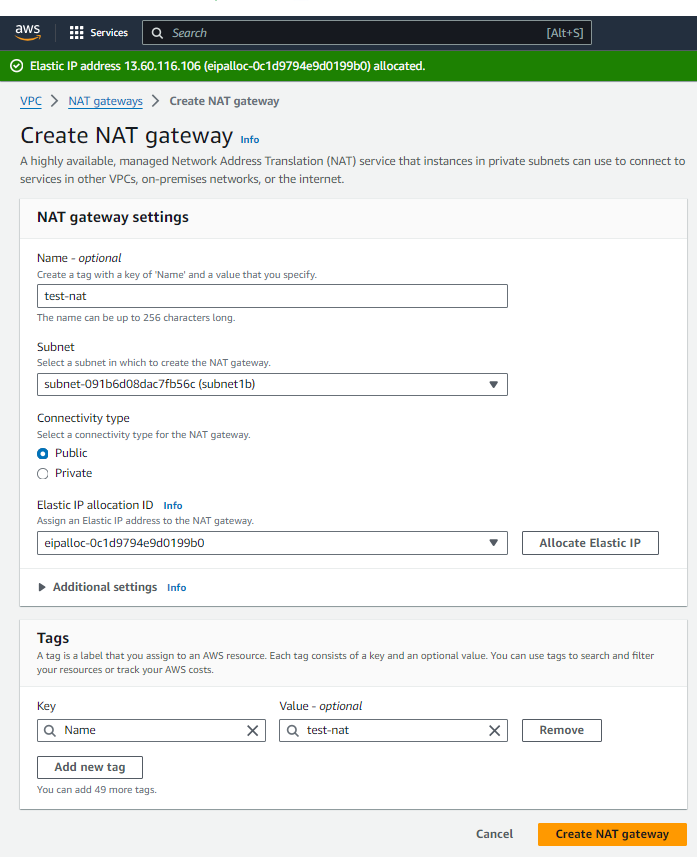 aws
Services
Search
[Alt+S]
Elastic IP address 13.60.116.106 (eipalloc-0c1d9794e9d0199b0) allocated.
VPC > NAT gateways > Create NAT gateway
Create NAT gateway Info
A highly available, managed Network Address Translation (NAT) service that instances in private subnets can use to connect to
services in other VPCs, on-premises networks, or the internet.
NAT gateway settings
Name - optional
Create a tag with a key of 'Name' and a value that you specify.
test-nat
The name can be up to 256 characters long.
Subnet
Select a subnet in which to create the NAT gateway.
subnet-091b6d08dac7fb56c (subnet1b)
Connectivity type
Select a connectivity type for the NAT gateway.
Public
Private
Elastic IP allocation ID Info
Assign an Elastic IP address to the NAT gateway.
eipalloc-0c1d9794e9d0199b0
Allocate Elastic IP
Additional settings Info
Tags
A tag is a label that you assign to an AWS resource. Each tag consists of a key and an optional value. You can use tags to search and filter
your resources or track your AWS costs.
Key
Value - optional
Name
test-nat
Remove
Add new tag
You can add 49 more tags.
Cancel
Create NAT gateway